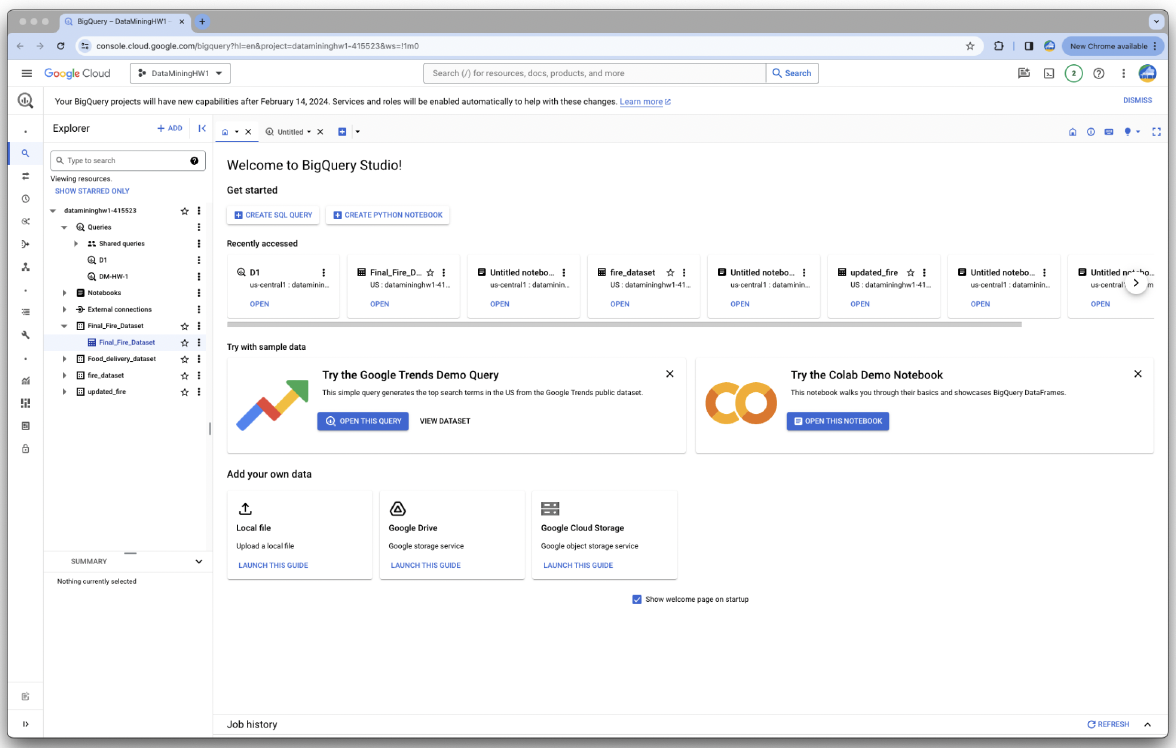 BigQuery – DataMiningHW1 -
console.cloud.google.com/bigquery?hl=en&project=datamininghw1-415523&ws=!1m0
New Chrome available
Google Cloud
DataMiningHW1
Search (/) for resources, docs, products, and more
Search
2
Your BigQuery projects will have new capabilities after February 14, 2024. Services and roles will be enabled automatically to help with these changes. Learn more
DISMISS
Explorer
+ ADD
Type to search
Viewing resources.
SHOW STARRED ONLY
datamininghw1-415523
Queries
Shared queries
D1
DM-HW-1
Notebooks
External connections
Final_Fire_Dataset
Final_Fire_Dataset
Food_delivery_dataset
fire_dataset
updated_fire
SUMMARY
Nothing currently selected
Untitled
Welcome to BigQuery Studio!
Get started
CREATE SQL QUERY
CREATE PYTHON NOTEBOOK
Recently accessed
D1
us-central1 : dataminin...
OPEN
Final_Fire_D...
US : datamininghw1-41...
OPEN
Untitled notebo...
us-central1 : dataminin...
OPEN
fire_dataset
US : datamininghw1-41...
OPEN
Untitled notebo...
us-central1 : dataminin...
OPEN
updated_fire
US : datamininghw1-41...
OPEN
Untitled notebo...
us-central1 : dataminin...
OPEN
Untitled
us-central1
OPEN
Try with sample data
Try the Google Trends Demo Query
This simple query generates the top search terms in the US from the Google Trends public dataset.
OPEN THIS QUERY
VIEW DATASET
Try the Colab Demo Notebook
This notebook walks you through their basics and showcases BigQuery DataFrames.
OPEN THIS NOTEBOOK
Add your own data
Local file
Upload a local file
LAUNCH THIS GUIDE
Google Drive
Google storage service
LAUNCH THIS GUIDE
Google Cloud Storage
Google object storage service
LAUNCH THIS GUIDE
Show welcome page on startup
Job history
REFRESH